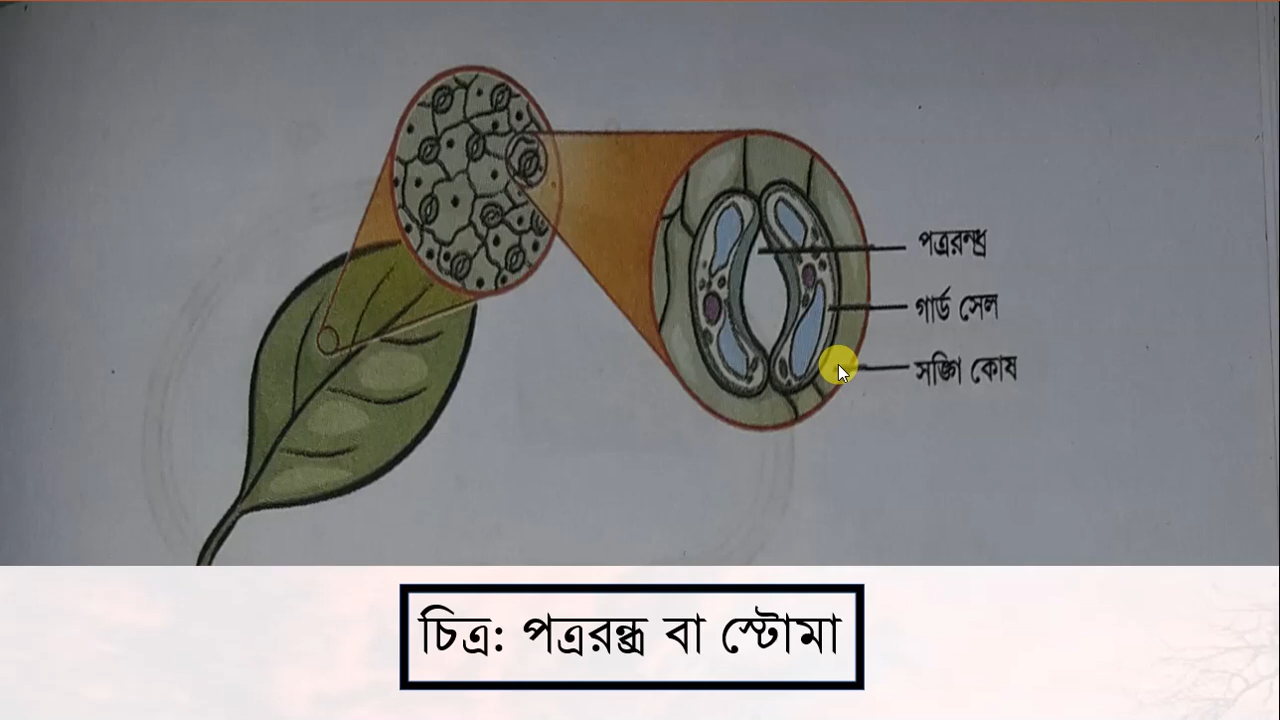 পত্ররন্ধ্র
গার্ড সেল
সঙ্গি কোষ
চিত্র: পত্ররন্ধ্র বা স্টোমা